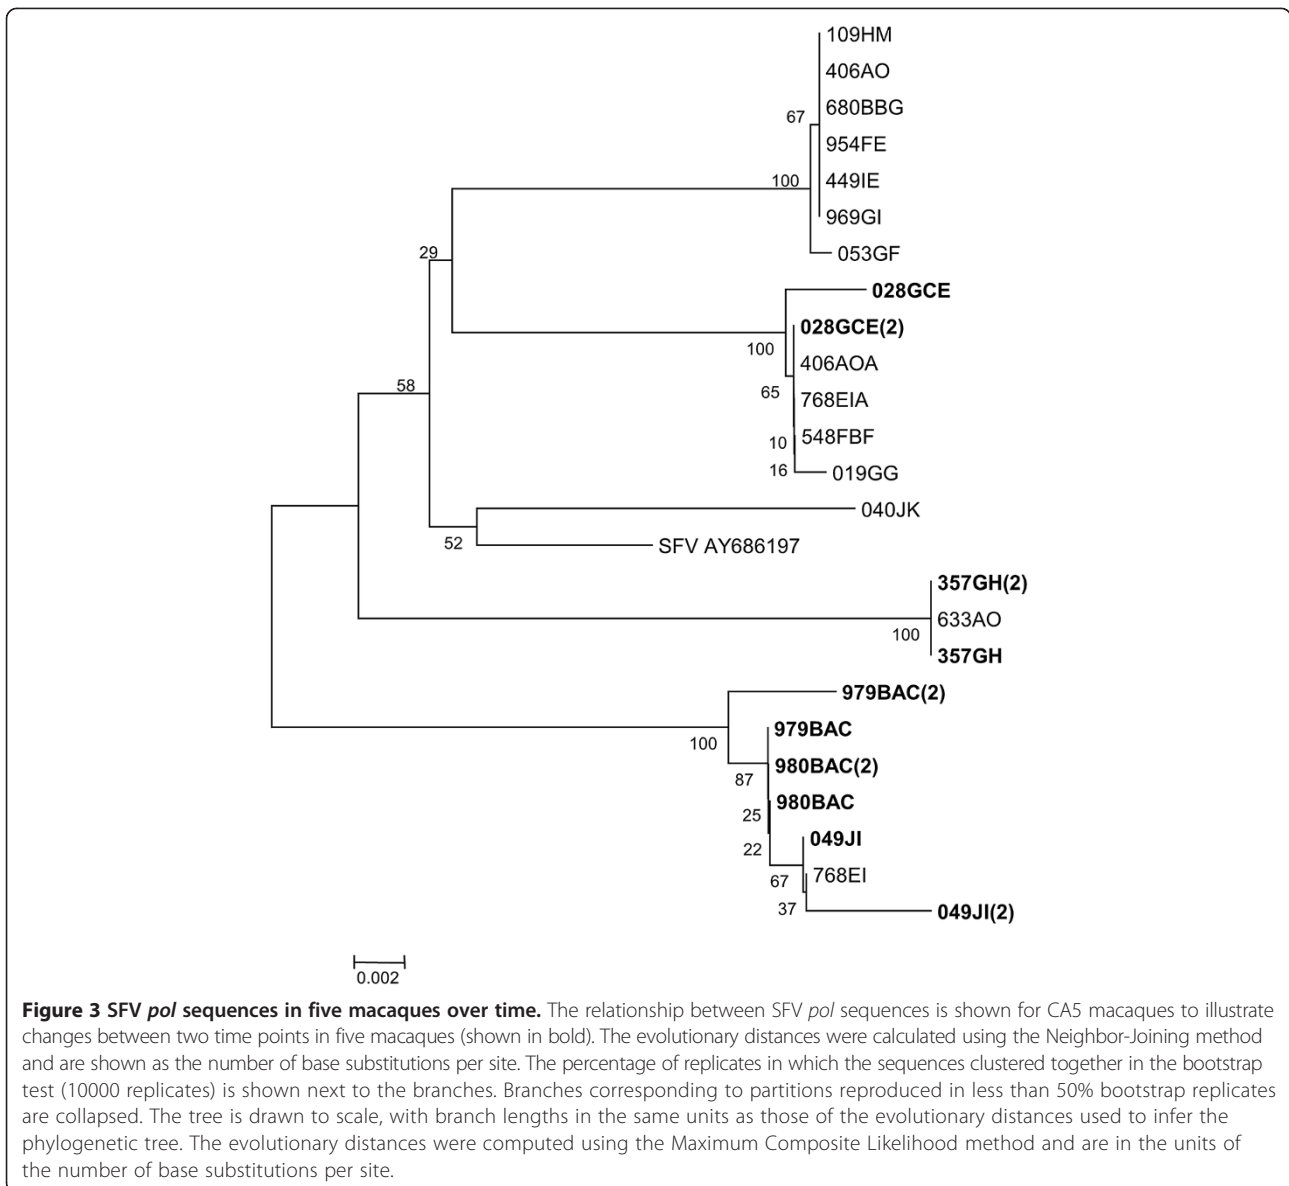 109HM
406AO
680BBG
67
954FE
449IE
100
969GI
053GF
29
028GCE
028GCE(2)
100
406AOA
58
65
768EIA
548FBF
10
16
019GG
040JK
52
SFV AY686197
357GH(2)
633AO
100
357GH
979BAC(2)
979BAC
100
980BAC(2)
87
980BAC
25
049JI
22
768EI
67
37
049JI(2)
0.002
Figure 3 SFV pol sequences in five macaques over time. The relationship between SFV pol sequences is shown for CA5 macaques to illustrate
changes between two time points in five macaques (shown in bold). The evolutionary distances were calculated using the Neighbor-Joining method
and are shown as the number of base substitutions per site. The percentage of replicates in which the sequences clustered together in the bootstrap
test (10000 replicates) is shown next to the branches. Branches corresponding to partitions reproduced in less than 50% bootstrap replicates
are collapsed. The tree is drawn to scale, with branch lengths in the same units as those of the evolutionary distances used to infer the
phylogenetic tree. The evolutionary distances were computed using the Maximum Composite Likelihood method and are in the units of
the number of base substitutions per site.